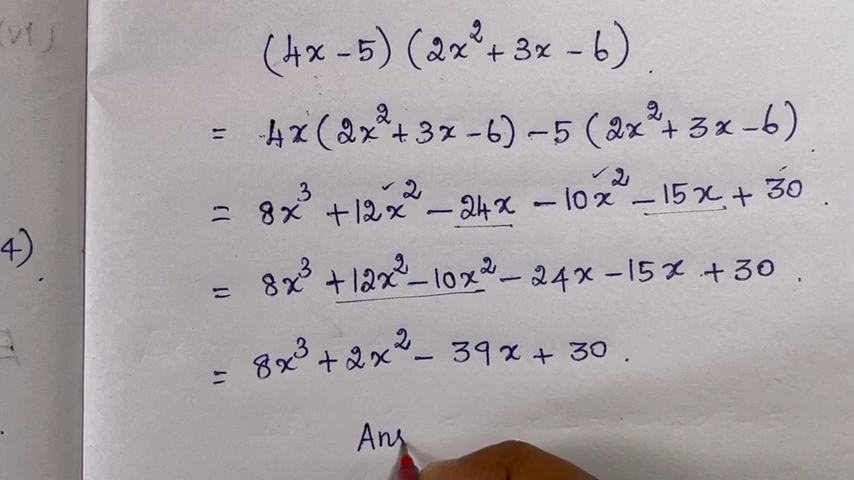 (vi)
(4x - 5) (2x² + 3x - 6).
= 4x(2x² + 3x - 6) - 5 (2x² + 3x - 6).
= 8x³ + 12x² - 24x - 10x² - 15x + 30.
4)
= 8x³ + 12x² - 10x² - 24x - 15x + 30.
= 8x³ + 2x² - 39x + 30.
Ans